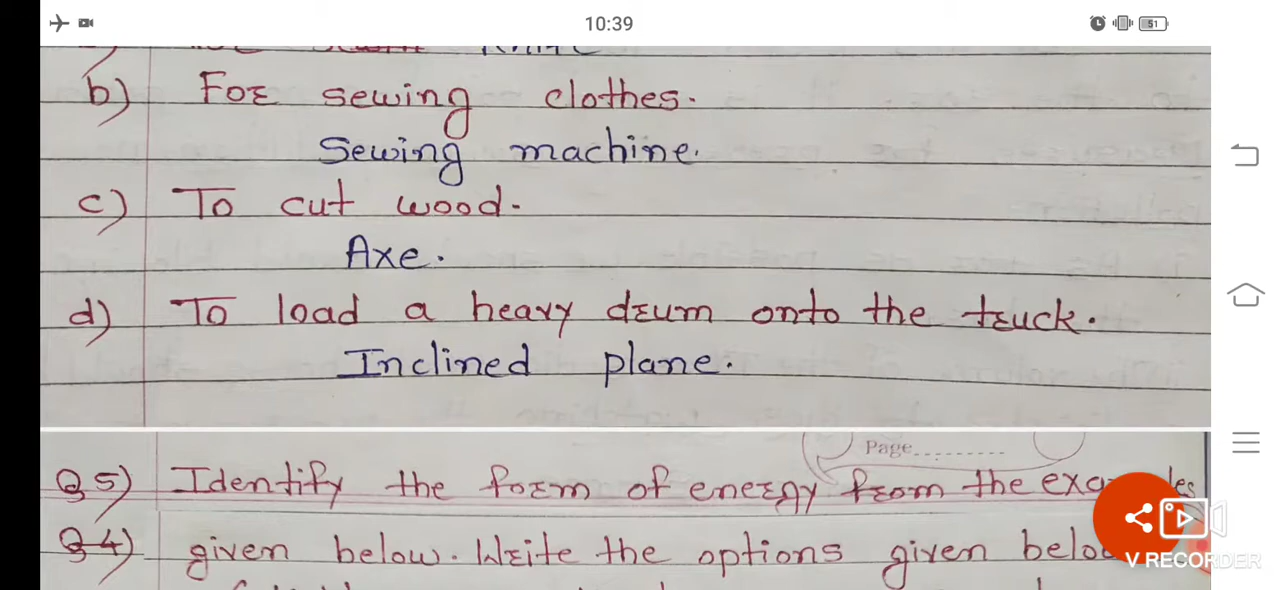 10:39
51
b) For sewing clothes.
Sewing machine.
c) To cut wood.
Axe.
d) To load a heavy drum onto the truck.
Inclined plane.
Page..........
Q5) Identify the form of energy from the
Q4) given below. Write the options given
V RECORDER